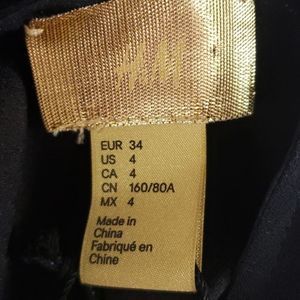 H&M
EUR 34
US 4
CA 4
CN 160/80A
MX 4
Made in
China
Fabriqué en
Chine